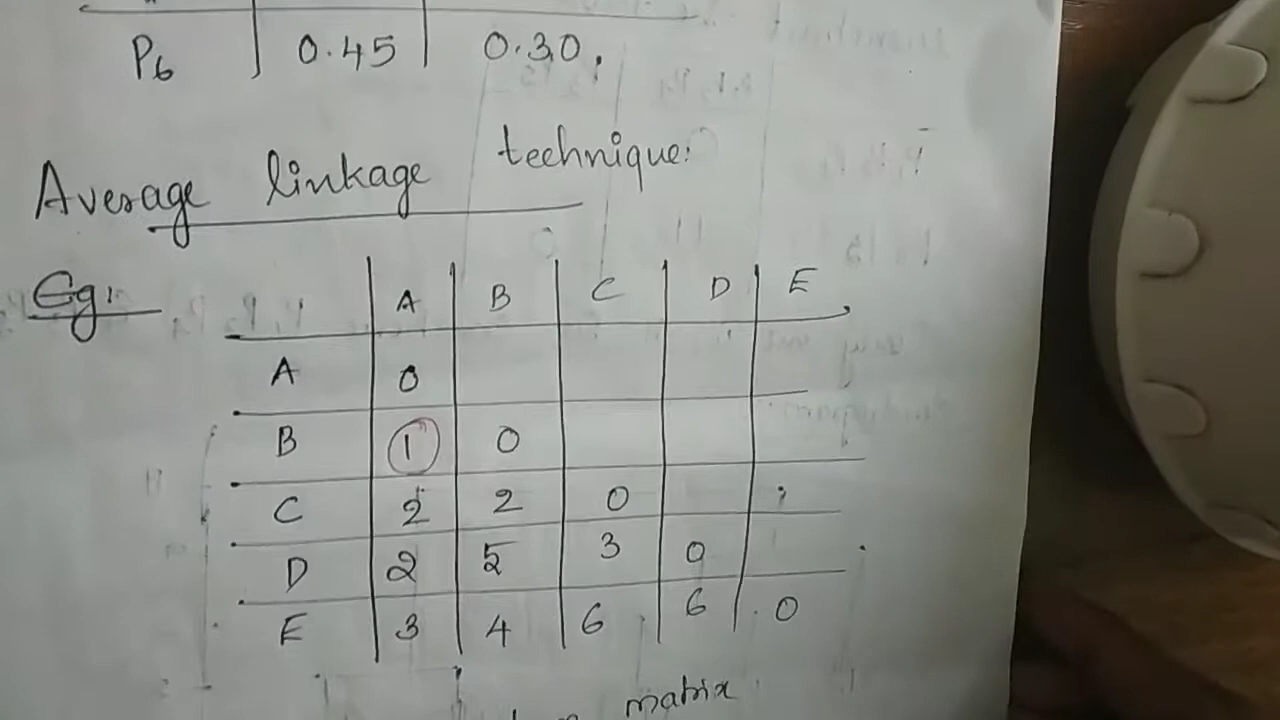 P6 0.45 0.30.
Average linkage technique:
Eg:
A B C D E
A 0
B 1 0
C 2 2 0
D 2 5 3 0
E 3 4 6 6 0
matrix